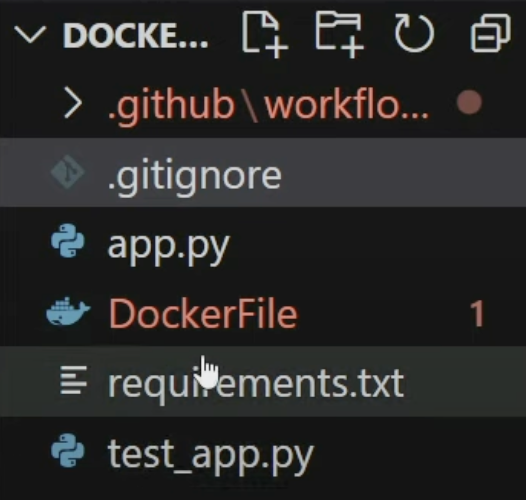 DOCKE...
.github\workflo...
.gitignore
app.py
DockerFile 1
requirements.txt
test_app.py